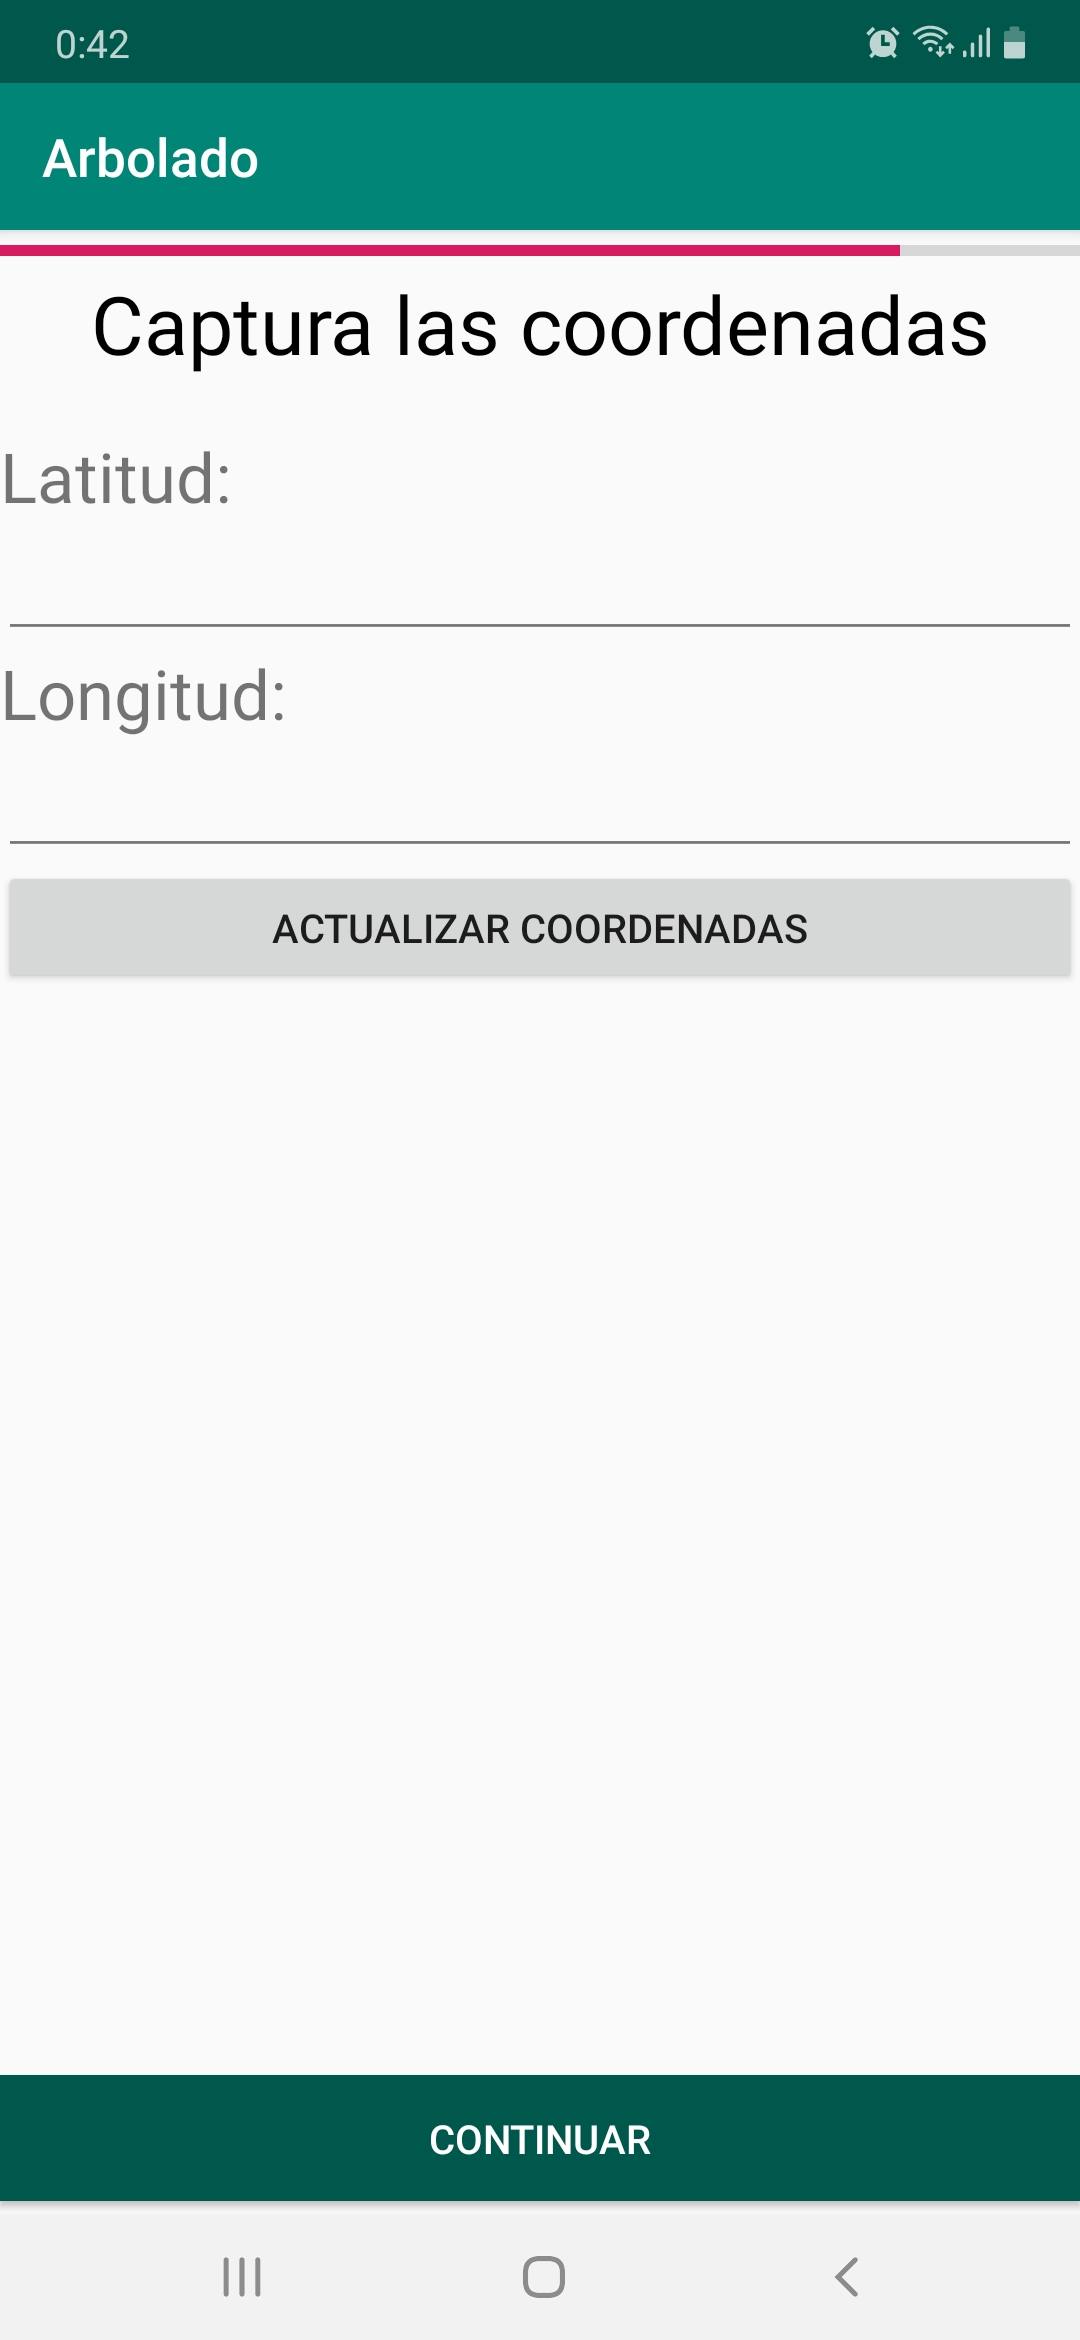 0:42
Arbolado
Captura las coordenadas
Latitud:
Longitud:
ACTUALIZAR COORDENADAS
CONTINUAR